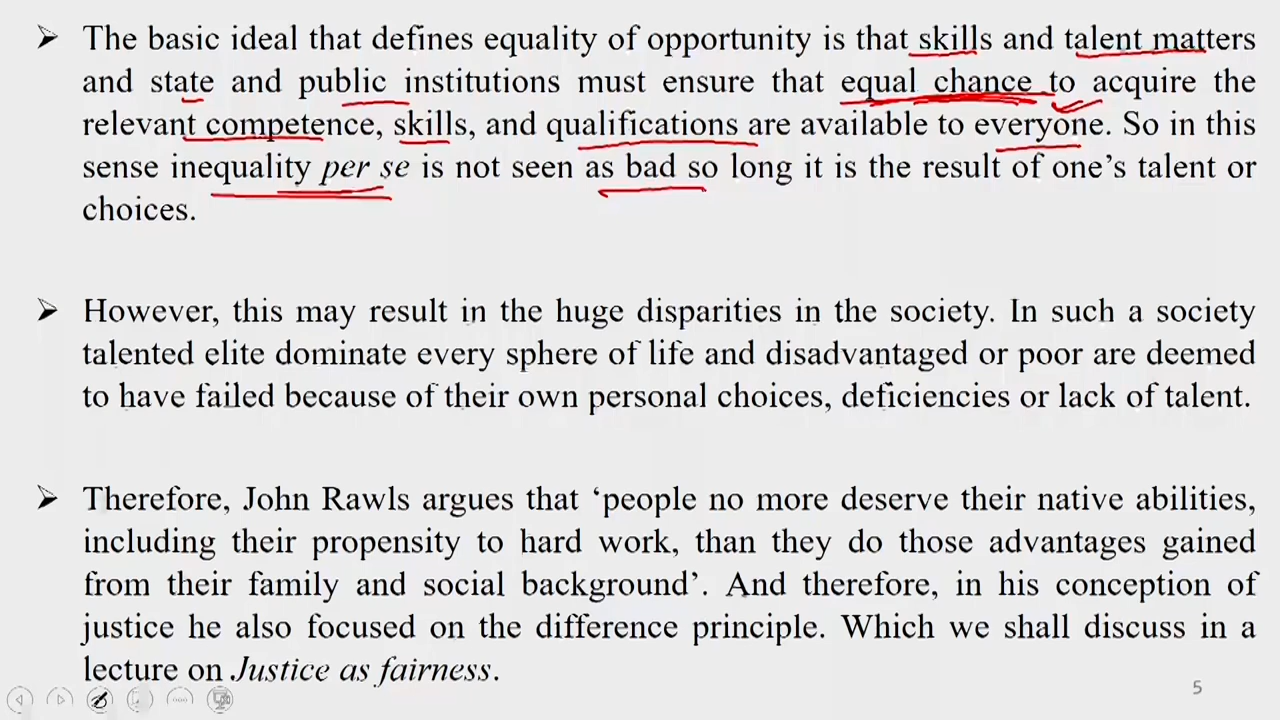 The basic ideal that defines equality of opportunity is that skills and talent matters
and state and public institutions must ensure that equal chance to acquire the
relevant competence, skills, and qualifications are available to everyone. So in this
sense inequality per se is not seen as bad so long it is the result of one's talent or
choices.
However, this may result in the huge disparities in the society. In such a society
talented elite dominate every sphere of life and disadvantaged or poor are deemed
to have failed because of their own personal choices, deficiencies or lack of talent.
Therefore, John Rawls argues that ‘people no more deserve their native abilities,
including their propensity to hard work, than they do those advantages gained
from their family and social background’. And therefore, in his conception of
justice he also focused on the difference principle. Which we shall discuss in a
lecture on Justice as fairness.
5